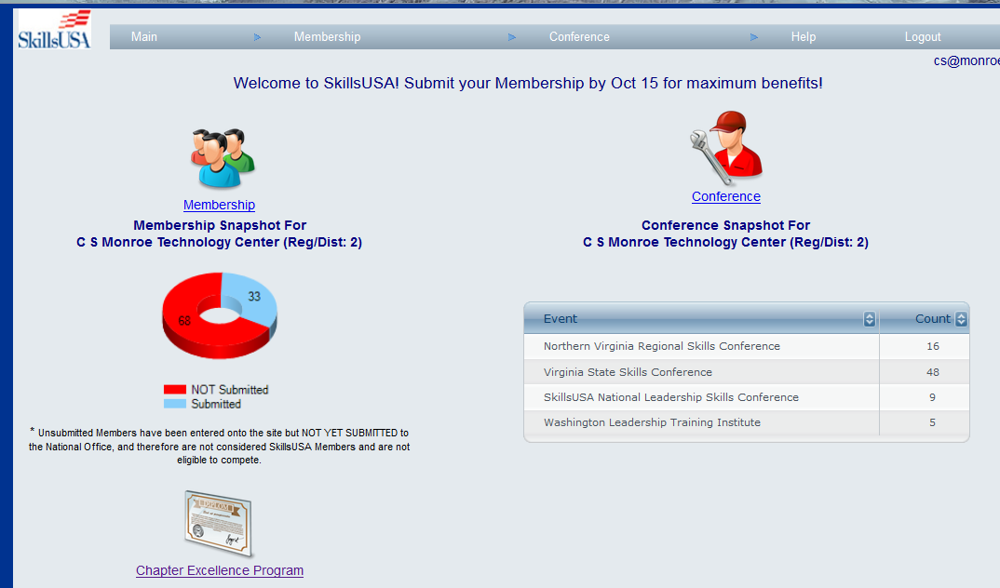 SkillsUSA
Main Membership Conference Help Logout
cs@monroe
Welcome to SkillsUSA! Submit your Membership by Oct 15 for maximum benefits!
Membership
Membership Snapshot For
C S Monroe Technology Center (Reg/Dist: 2)
33
68
NOT Submitted
Submitted
* Unsubmitted Members have been entered onto the site but NOT YET SUBMITTED to
the National Office, and therefore are not considered SkillsUSA Members and are not
eligible to compete.
DIPLOM
Chapter Excellence Program
Conference
Conference Snapshot For
C S Monroe Technology Center (Reg/Dist: 2)
Event Count
Northern Virginia Regional Skills Conference 16
Virginia State Skills Conference 48
SkillsUSA National Leadership Skills Conference 9
Washington Leadership Training Institute 5